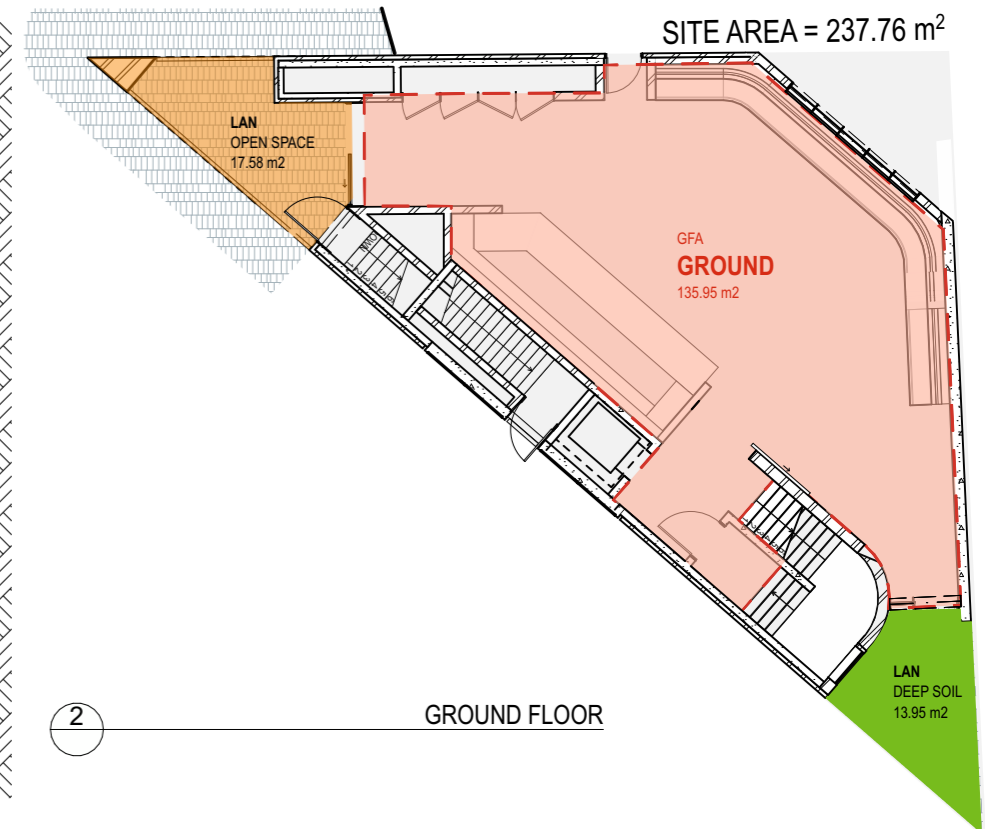 SITE AREA = 237.76 m²
LAN
OPEN SPACE
17.58 m2
GFA
GROUND
135.95 m2
LAN
DEEP SOIL
13.95 m2
2
GROUND FLOOR